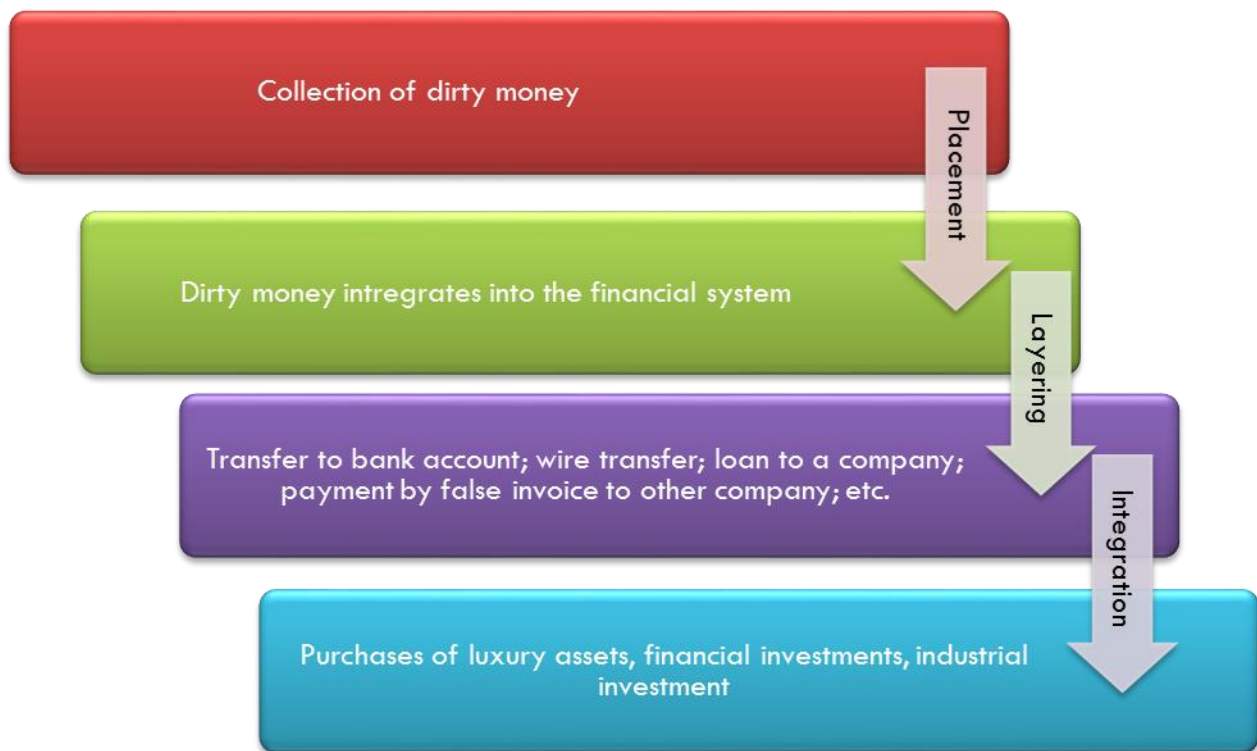 Collection of dirty money
Placement
Dirty money intregrates into the financial system
Layering
Transfer to bank account; wire transfer; loan to a company;
payment by false invoice to other company; etc.
Integration
Purchases of luxury assets, financial investments, industrial
investment